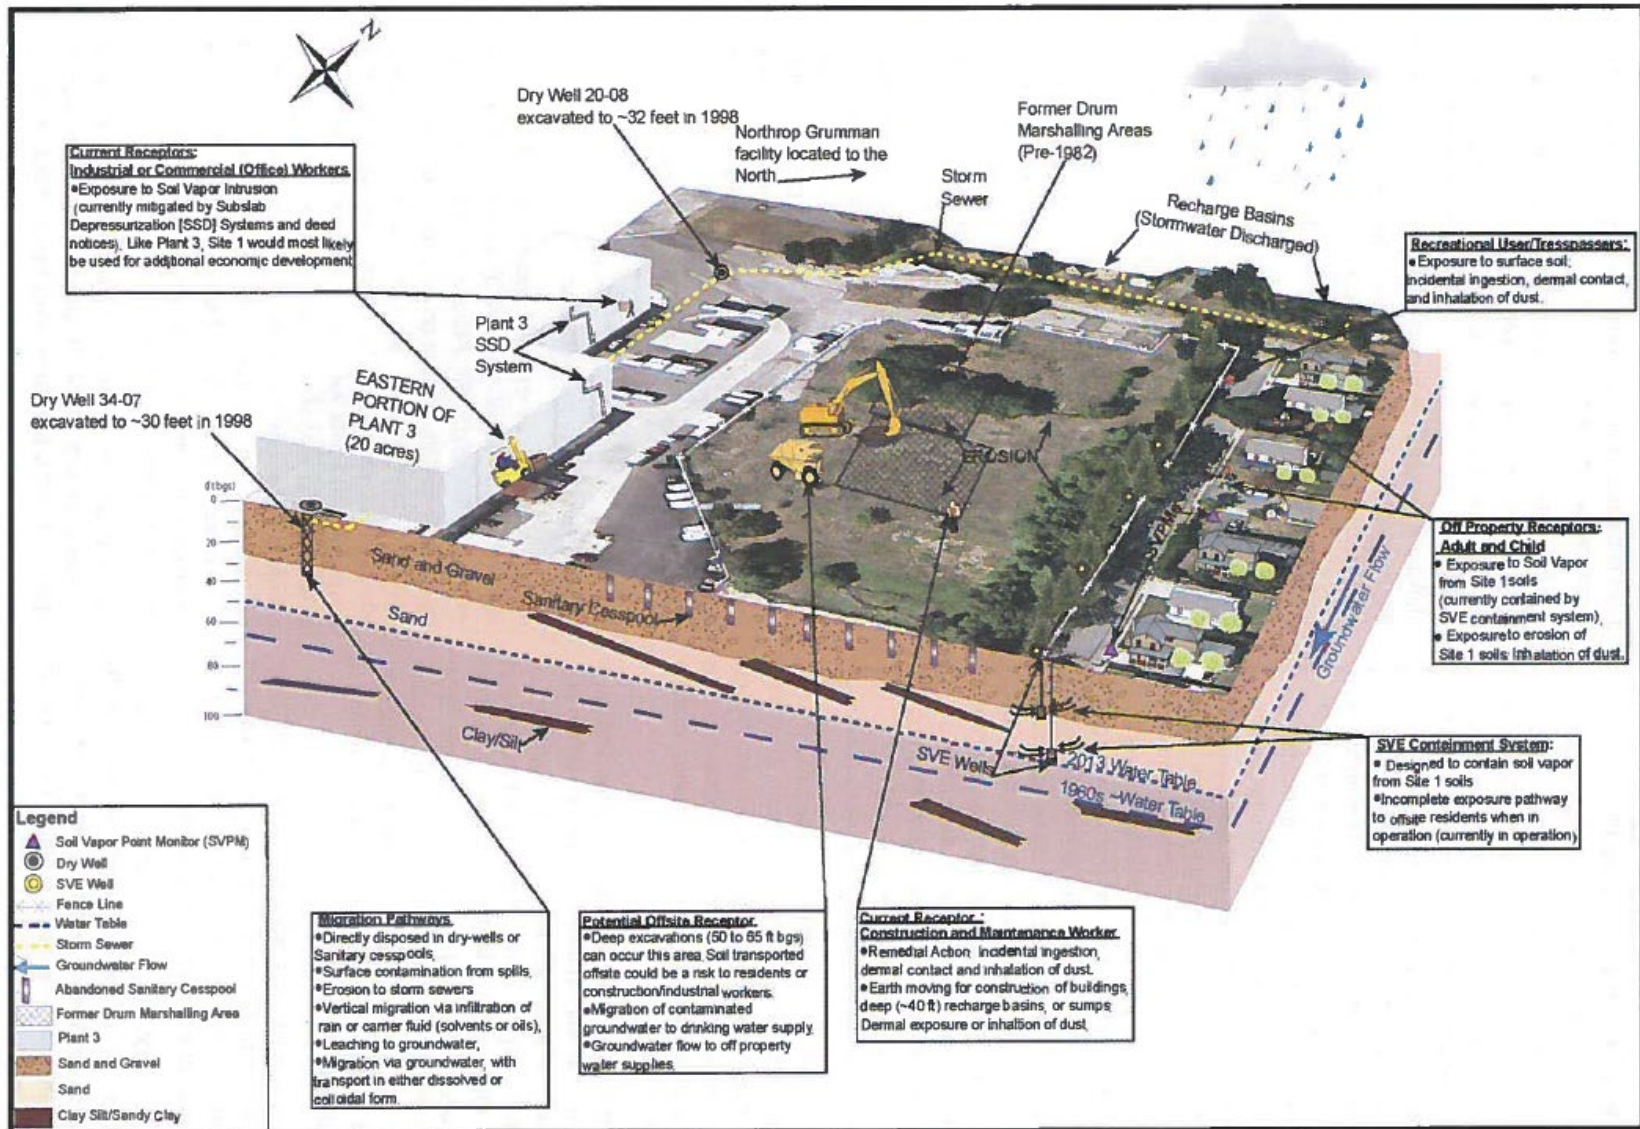 Z
Dry Well 20-08
excavated to ~32 feet in 1998
Northrop Grumman
facility located to the
North
Former Drum
Marshalling Areas
(Pre-1982)
Storm
Sewer
Recharge Basins
(Stormwater Discharged)
Current Receptors:
Industrial or Commercial (Office) Workers
•Exposure to Soil Vapor Intrusion
(currently mitigated by Subslab
Depressurization [SSD] Systems and deed
notices). Like Plant 3, Site 1 would most likely
be used for additional economic development
Recreational User/Tresspassers:
• Exposure to surface soil;
incidental ingestion, dermal contact,
and inhalation of dust.
Plant 3
SSD
System
EASTERN
PORTION OF
PLANT 3
(20 acres)
Dry Well 34-07
excavated to ~30 feet in 1998
EROSION
SVPMs
(ftbgs)
0
20
40
60
80
100
Sand and Gravel
Sand
Sanitary Cesspool
Clay/Silt
SVE Wells
2013 Water Table
1960s ~Water Table
Groundwater Flow
Off Property Receptors:
Adult and Child
• Exposure to Soil Vapor
from Site 1 soils
(currently contained by
SVE containment system),
• Exposure to erosion of
Site 1 soils: Inhalation of dust.
SVE Containment System:
• Designed to contain soil vapor
from Site 1 soils
•Incomplete exposure pathway
to offsite residents when in
operation (currently in operation)
Legend
Soil Vapor Point Monitor (SVPM)
Dry Well
SVE Well
Fence Line
Water Table
Storm Sewer
Groundwater Flow
Abandoned Sanitary Cesspool
Former Drum Marshalling Area
Plant 3
Sand and Gravel
Sand
Clay Silt/Sandy Clay
Migration Pathways
•Directly disposed in dry-wells or
Sanitary cesspools,
•Surface contamination from spills,
•Erosion to storm sewers
•Vertical migration via infiltration of
rain or carrier fluid (solvents or oils),
•Leaching to groundwater,
•Migration via groundwater, with
transport in either dissolved or
colloidal form.
Potential Offsite Receptor
•Deep excavations (50 to 65 ft bgs)
can occur this area. Soil transported
offsite could be a risk to residents or
construction/industrial workers.
•Migration of contaminated
groundwater to drinking water supply.
•Groundwater flow to off property
water supplies.
Current Receptor :
Construction and Maintenance Worker
•Remedial Action: Incidental ingestion,
dermal contact and inhalation of dust.
•Earth moving for construction of buildings,
deep (~40 ft) recharge basins, or sumps:
Dermal exposure or inhaltion of dust.